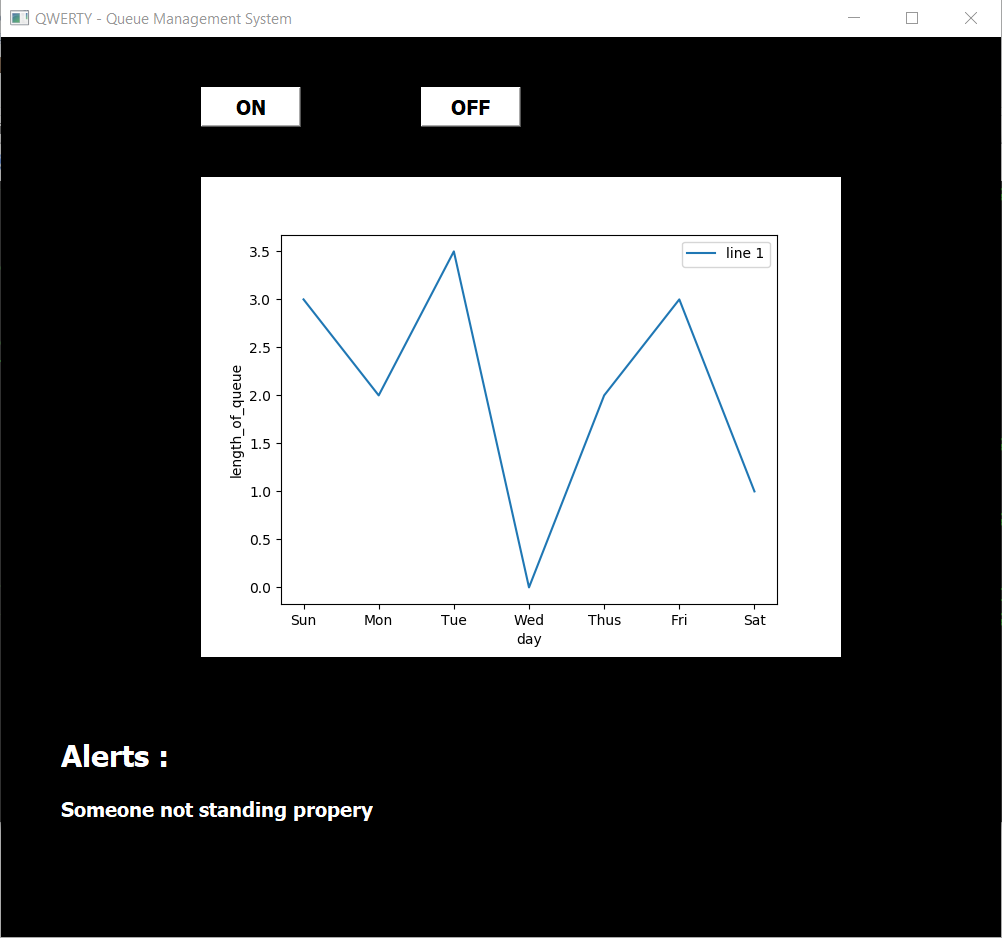 QWERTY - Queue Management System
ON OFF
line 1
3.5
3.0
2.5
2.0
1.5
1.0
0.5
0.0
length_of_queue
Sun Mon Tue Wed Thus Fri Sat
day
Alerts :
Someone not standing propery